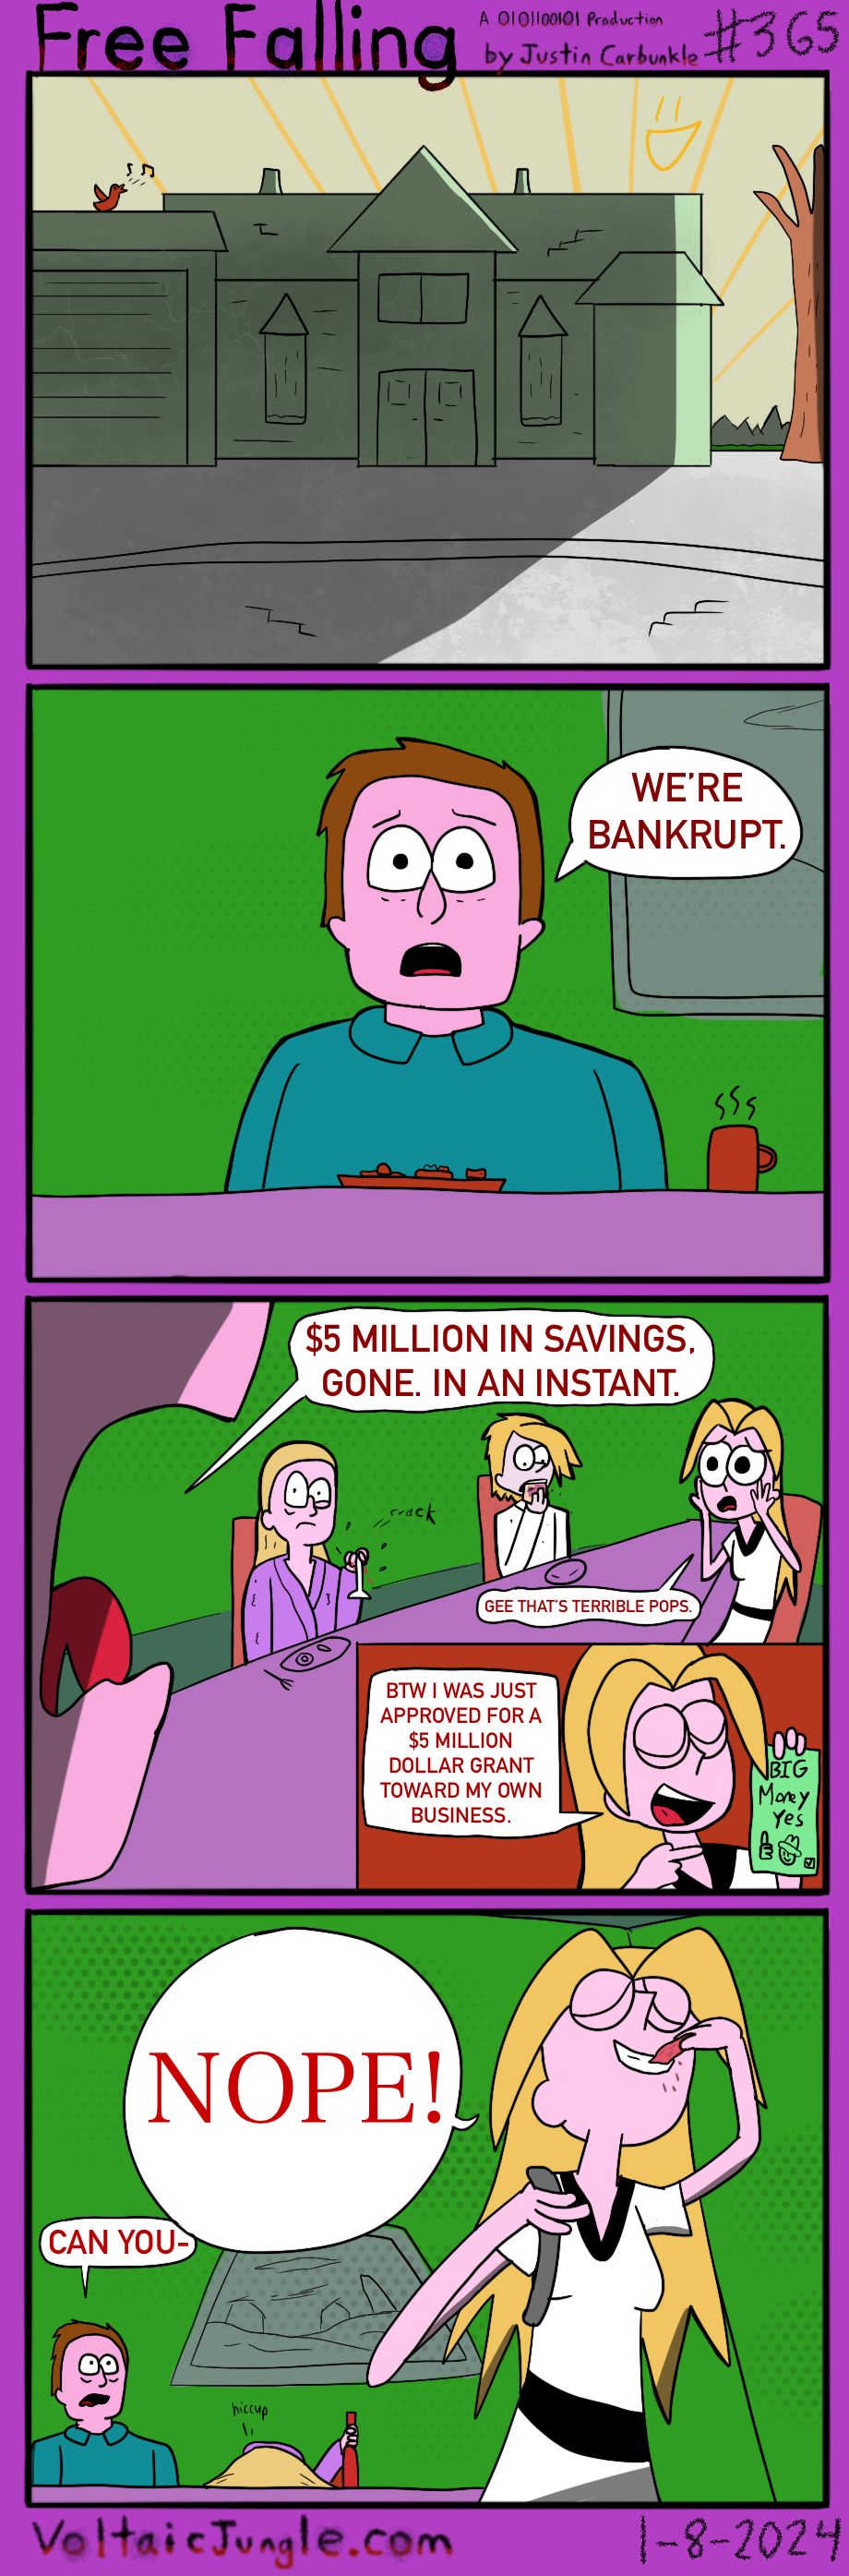 Free Falling
A 0101100101 Production
by Justin Carbunkle
#365
WE'RE
BANKRUPT.
$5 MILLION IN SAVINGS,
GONE. IN AN INSTANT.
crack
GEE THAT'S TERRIBLE POPS.
BTW I WAS JUST
APPROVED FOR A
$5 MILLION
DOLLAR GRANT
TOWARD MY OWN
BUSINESS.
BIG
Money
Yes
NOPE!
CAN YOU-
hiccup
VoltaicJungle.com
1-8-2024